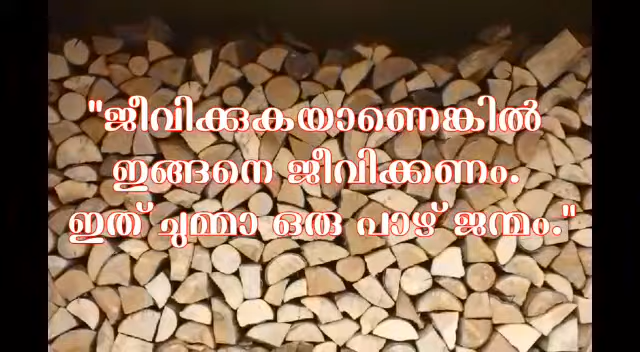 "ജീവിക്കുകയാണെങ്കിൽ
ഇങ്ങനെ ജീവിക്കണം.
ഇത് ചുമ്മാ ഒരു പാഴ് ജന്മം."